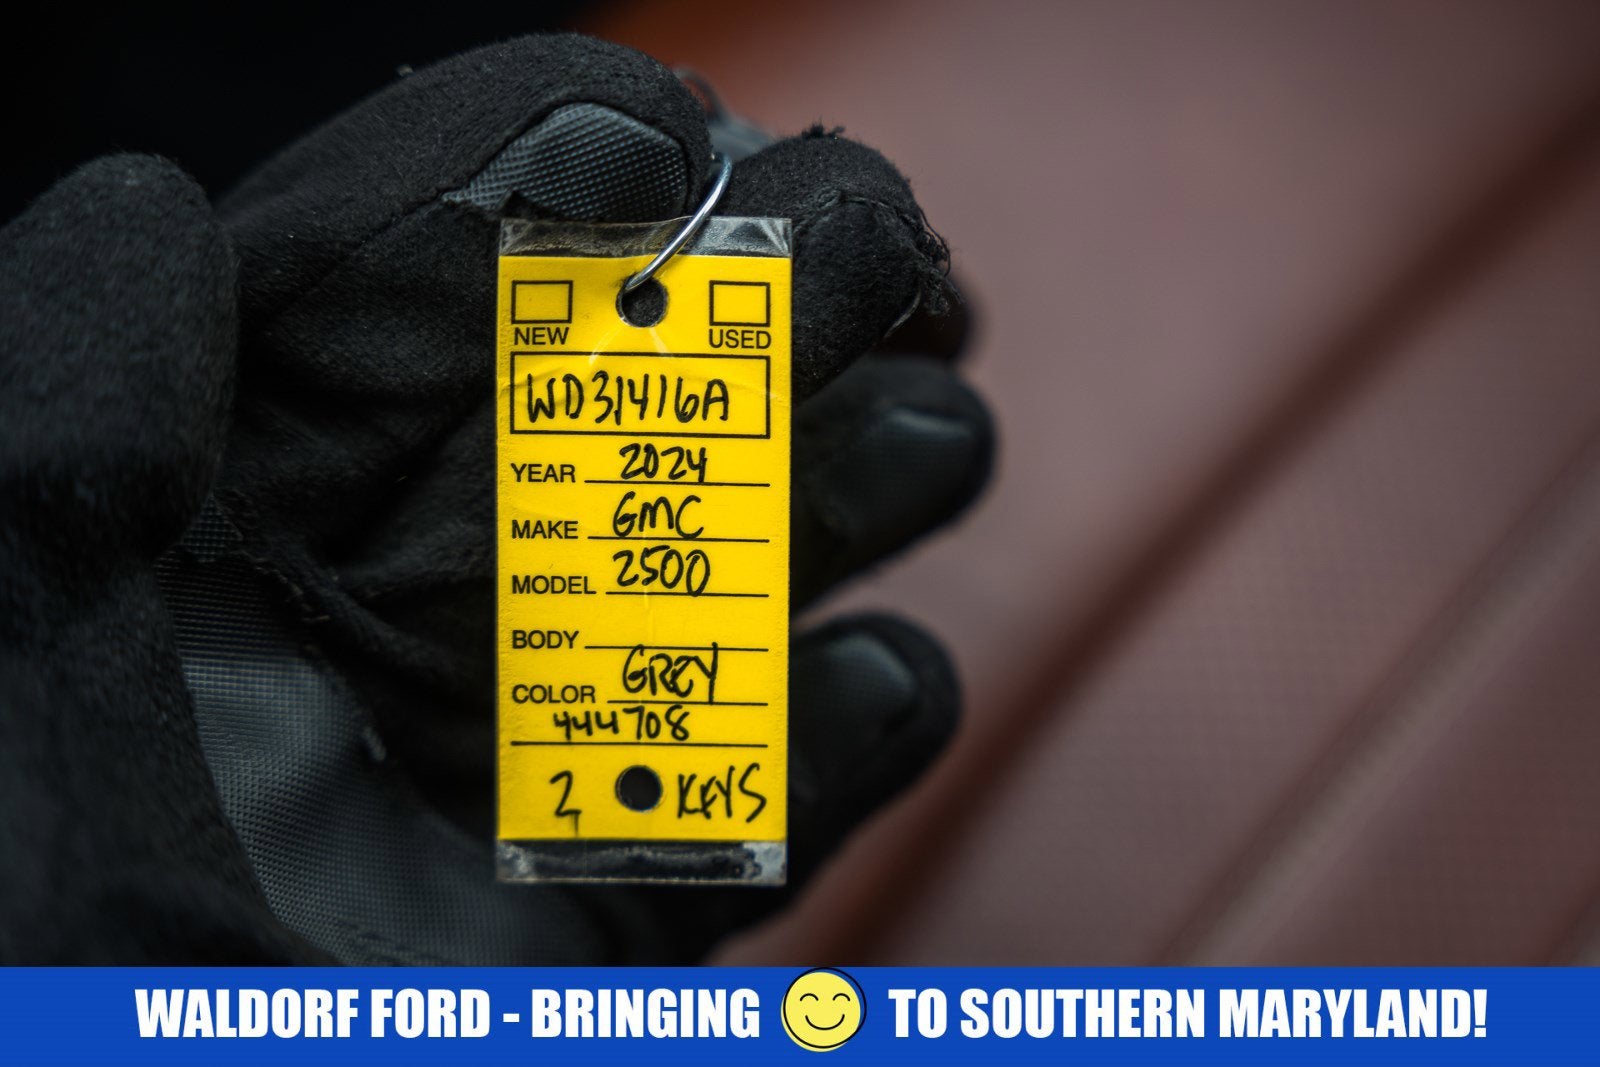 NEW USED
WD31416A
YEAR 2024
MAKE GMC
MODEL 2500
BODY
COLOR GREY
444708
2 KEYS
WALDORF FORD - BRINGING TO SOUTHERN MARYLAND!